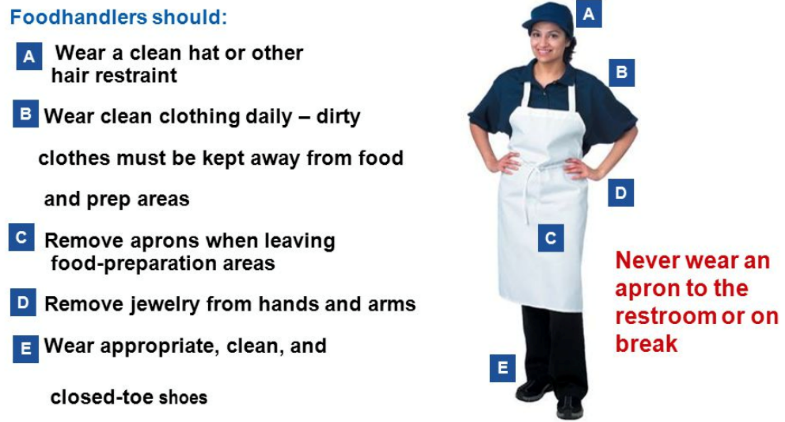 Foodhandlers should:
A Wear a clean hat or other
hair restraint
B Wear clean clothing daily – dirty
clothes must be kept away from food
and prep areas
C Remove aprons when leaving
food-preparation areas
D Remove jewelry from hands and arms
E Wear appropriate, clean, and
closed-toe shoes
A
B
D
C
E
Never wear an
apron to the
restroom or on
break